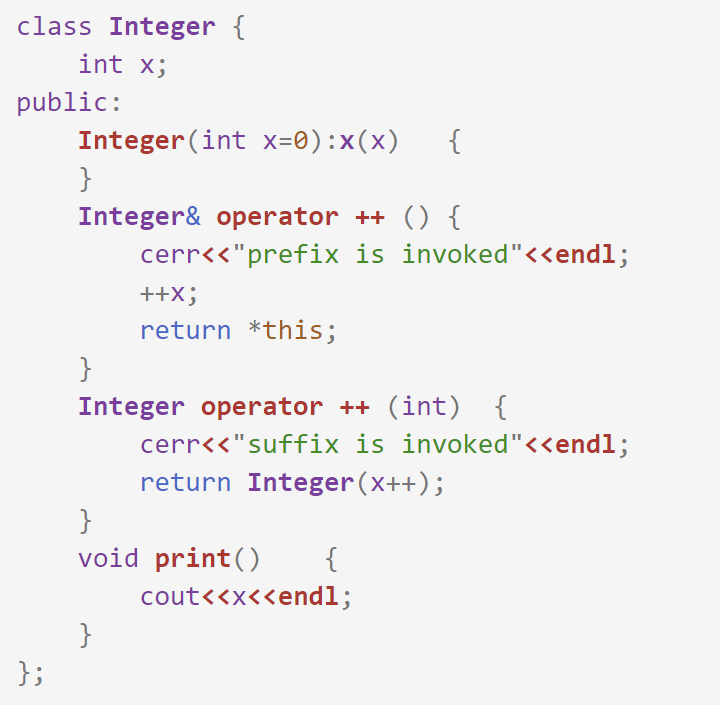 class Integer {
    int x;
public:
    Integer(int x=0):x(x)   {
    }
    Integer& operator ++ () {
        cerr<<"prefix is invoked"<<endl;
        ++x;
        return *this;
    }
    Integer operator ++ (int)  {
        cerr<<"suffix is invoked"<<endl;
        return Integer(x++);
    }
    void print()    {
        cout<<x<<endl;
    }
};